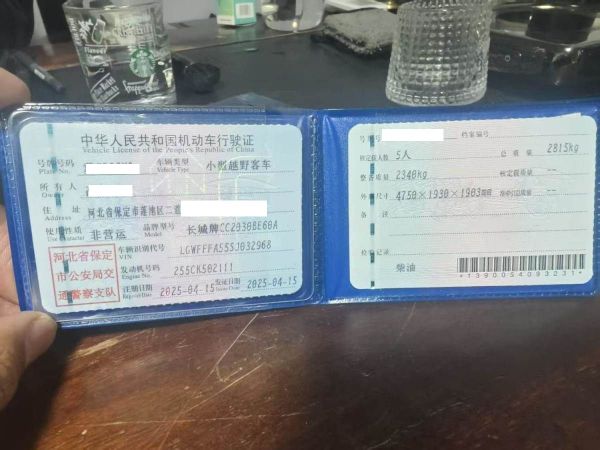 中华人民共和国机动车行驶证
Vehicle License of the People's Republic of China
号牌号码
Plate No.
车辆类型 小型越野客车
Vehicle Type
所有人
Owner
住址 河北省保定市莲池区二道
Address
使用性质 非营运
Use Character
品牌型号 长城牌CC2030BE60A
Model
河北省保定
市公安局交
通警察支队
车辆识别代号
VIN
LGWFFFA555J032968
发动机号码 255CK502111
Engine No.
注册日期 2025-04-15
Register Date
发证日期 2025-04-15
Issue Date
号牌
档案编号
核定载人数 5人
总质量 2815kg
整备质量 2340kg
核定载质量 --
外廓尺寸 4750×1930×1903mm
备注
检验记录
柴油
*1390054093231*
STARBUCKS